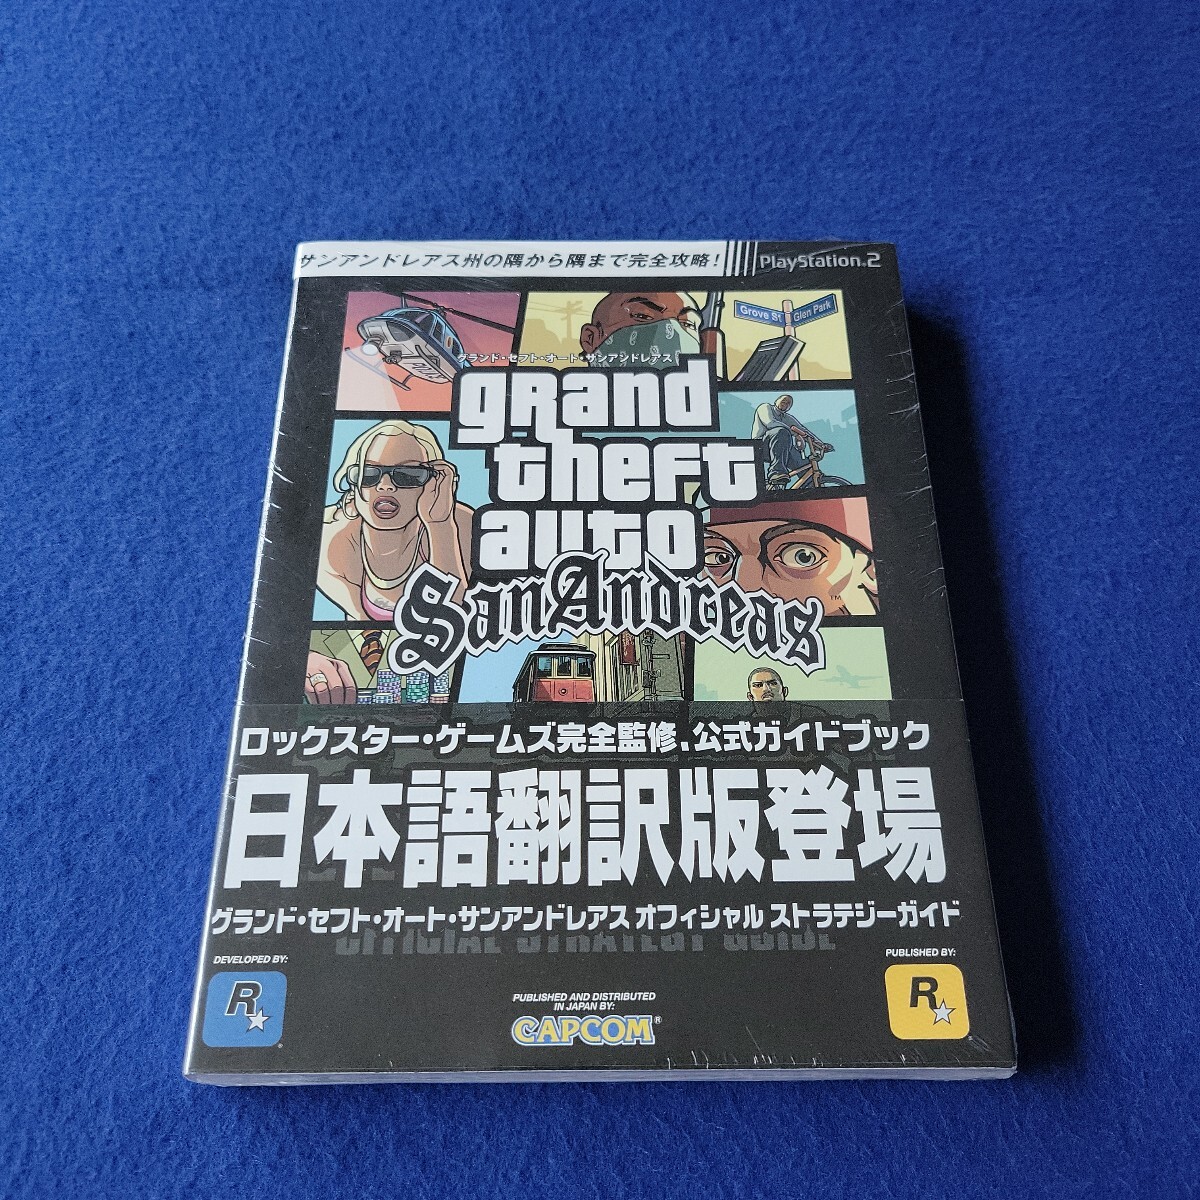 サンアンドレアス州の隅から隅まで完全攻略!
PlayStation.2
Grove St
Glen Park
グランド・セフト・オート・サンアンドレアス
grand
theft
auto
San Andreas
TM
ロックスター・ゲームズ完全監修、公式ガイドブック
日本語翻訳版登場
グランド・セフト・オート・サンアンドレアス オフィシャル ストラテジーガイド
OFFICIAL STRATEGY GUIDE
DEVELOPED BY:
R
PUBLISHED AND DISTRIBUTED
IN JAPAN BY:
CAPCOM®
PUBLISHED BY:
R